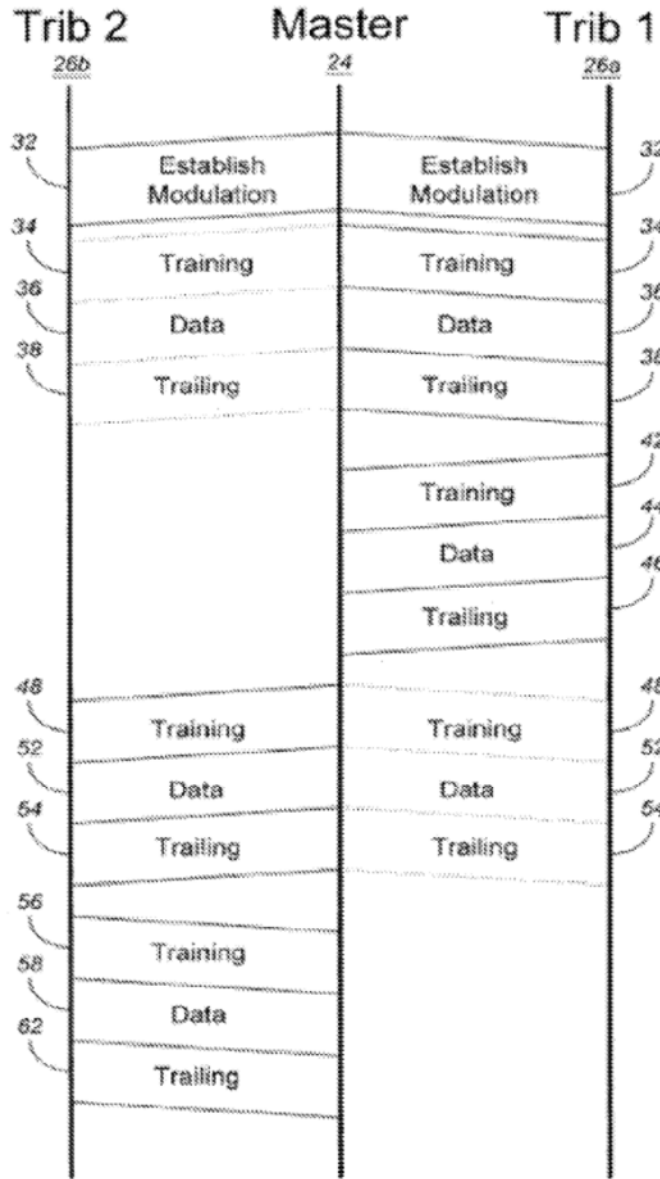 Trib 2 Master Trib 1
26b 24 26a
32 Establish Modulation Establish Modulation 32
34 Training Training 34
36 Data Data 36
38 Trailing Trailing 38
Training 42
Data 44
Trailing 46
48 Training Training 48
52 Data Data 52
54 Trailing Trailing 54
56 Training
58 Data
62 Trailing